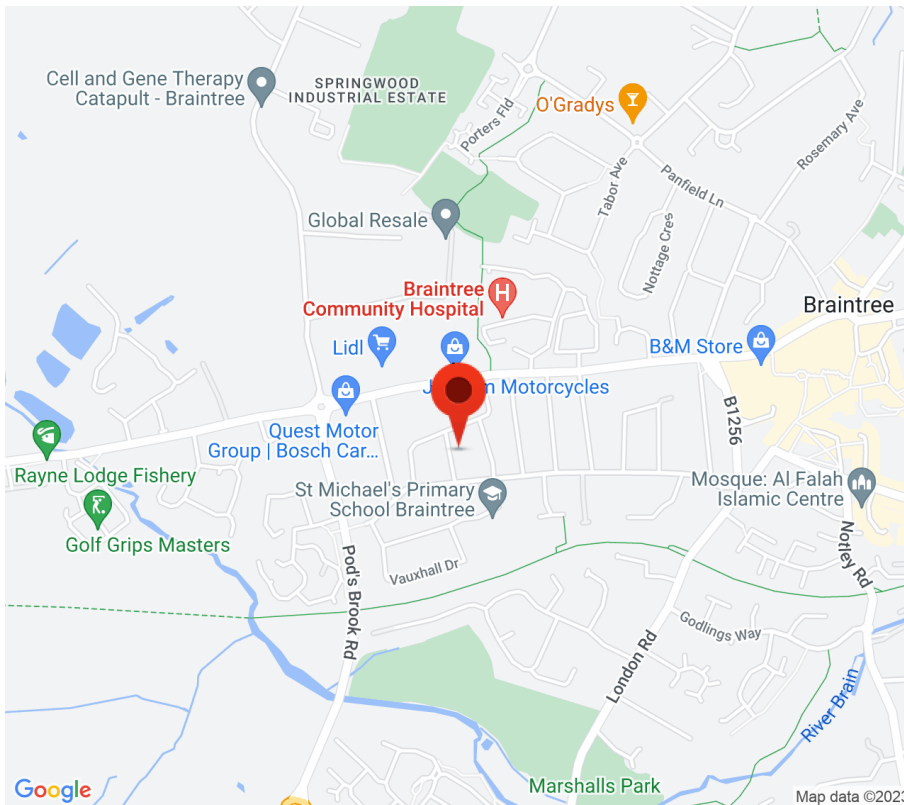 Cell and Gene Therapy
Catapult - Braintree
SPRINGWOOD
INDUSTRIAL ESTATE
Porters Fld
O'Gradys
Rosemary Ave
Tabor Ave
Panfield Ln
Global Resale
Nottage Cres
Braintree
Community Hospital
Braintree
Lidl
B&M Store
Motorcycles
B1256
Quest Motor
Group | Bosch Car...
Rayne Lodge Fishery
St Michael's Primary
School Braintree
Mosque: Al Falah
Islamic Centre
Golf Grips Masters
Notley Rd
Pod's Brook Rd
Vauxhall Dr
Godlings Way
London Rd
River Brain
Marshalls Park
Google
Map data ©2023